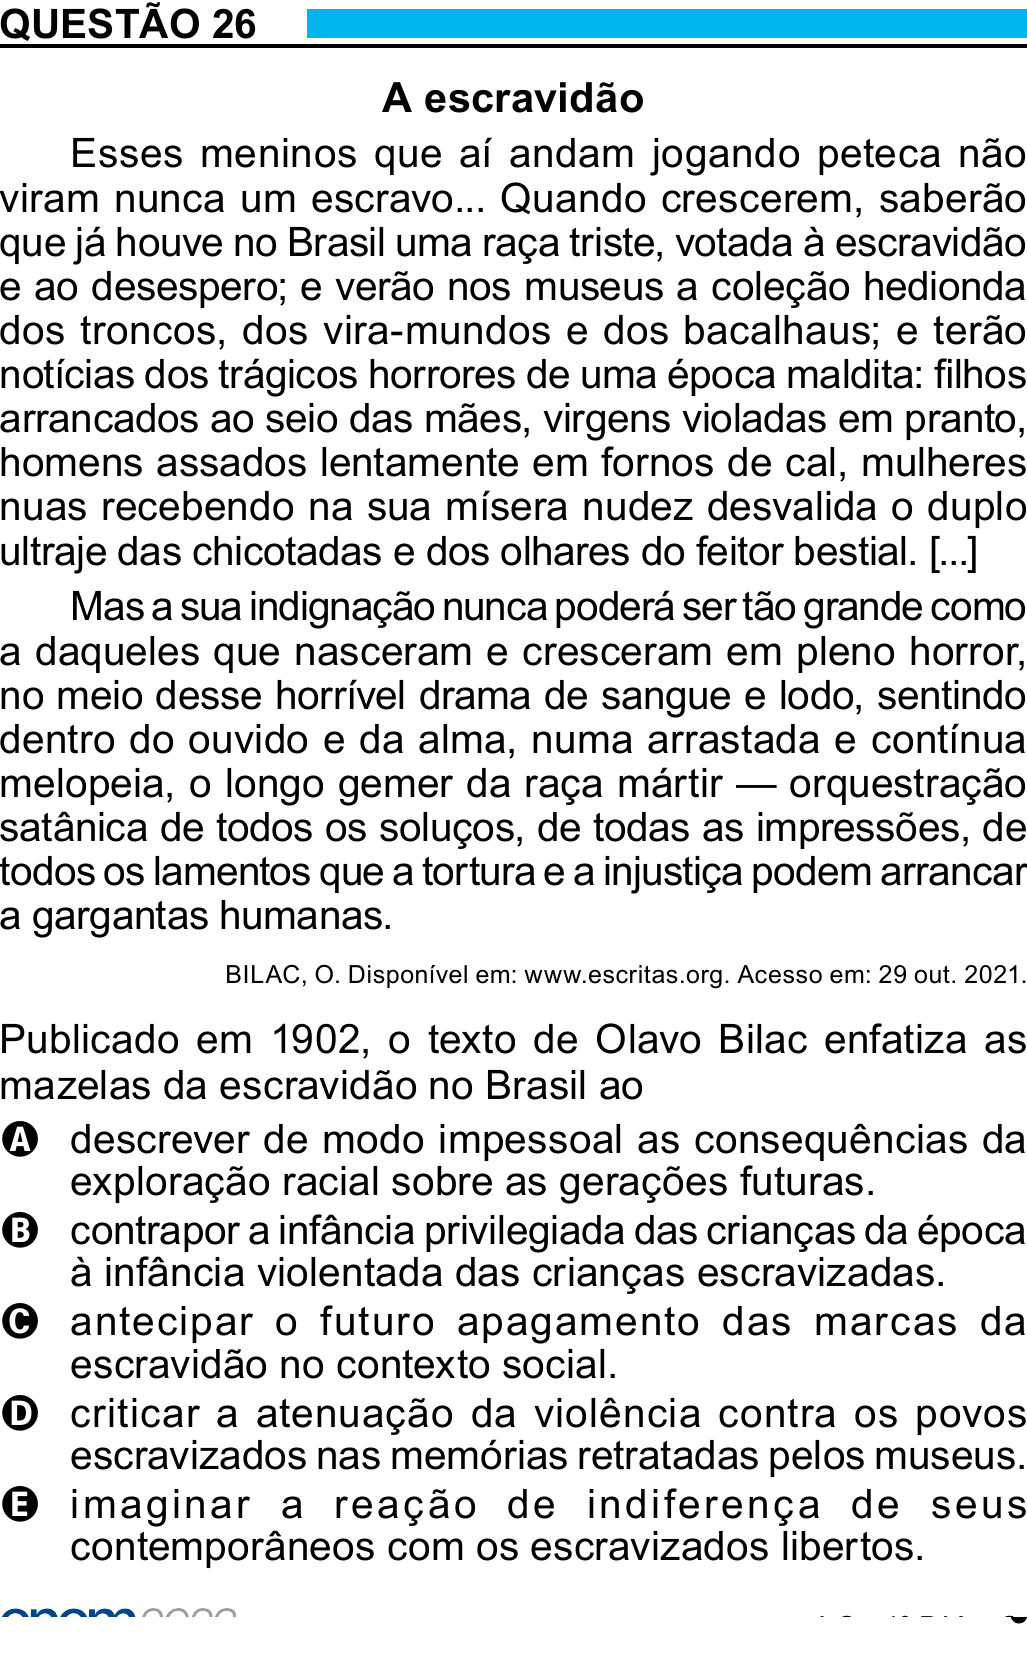 QUESTÃO 26
A escravidão
Esses meninos que aí andam jogando peteca não
viram nunca um escravo... Quando crescerem, saberão
que já houve no Brasil uma raça triste, votada à escravidão
e ao desespero; e verão nos museus a coleção hedionda
dos troncos, dos vira-mundos e dos bacalhaus; e terão
notícias dos trágicos horrores de uma época maldita: filhos
arrancados ao seio das mães, virgens violadas em pranto,
homens assados lentamente em fornos de cal, mulheres
nuas recebendo na sua mísera nudez desvalida o duplo
ultraje das chicotadas e dos olhares do feitor bestial. [...]
Mas a sua indignação nunca poderá ser tão grande como
a daqueles que nasceram e cresceram em pleno horror,
no meio desse horrível drama de sangue e lodo, sentindo
dentro do ouvido e da alma, numa arrastada e contínua
melopeia, o longo gemer da raça mártir — orquestração
satânica de todos os soluços, de todas as impressões, de
todos os lamentos que a tortura e a injustiça podem arrancar
a gargantas humanas.
BILAC, O. Disponível em: www.escritas.org. Acesso em: 29 out. 2021.
Publicado em 1902, o texto de Olavo Bilac enfatiza as
mazelas da escravidão no Brasil ao
A descrever de modo impessoal as consequências da
exploração racial sobre as gerações futuras.
B contrapor a infância privilegiada das crianças da época
à infância violentada das crianças escravizadas.
C antecipar o futuro apagamento das marcas da
escravidão no contexto social.
D criticar a atenuação da violência contra os povos
escravizados nas memórias retratadas pelos museus.
E imaginar a reação de indiferença de seus
contemporâneos com os escravizados libertos.